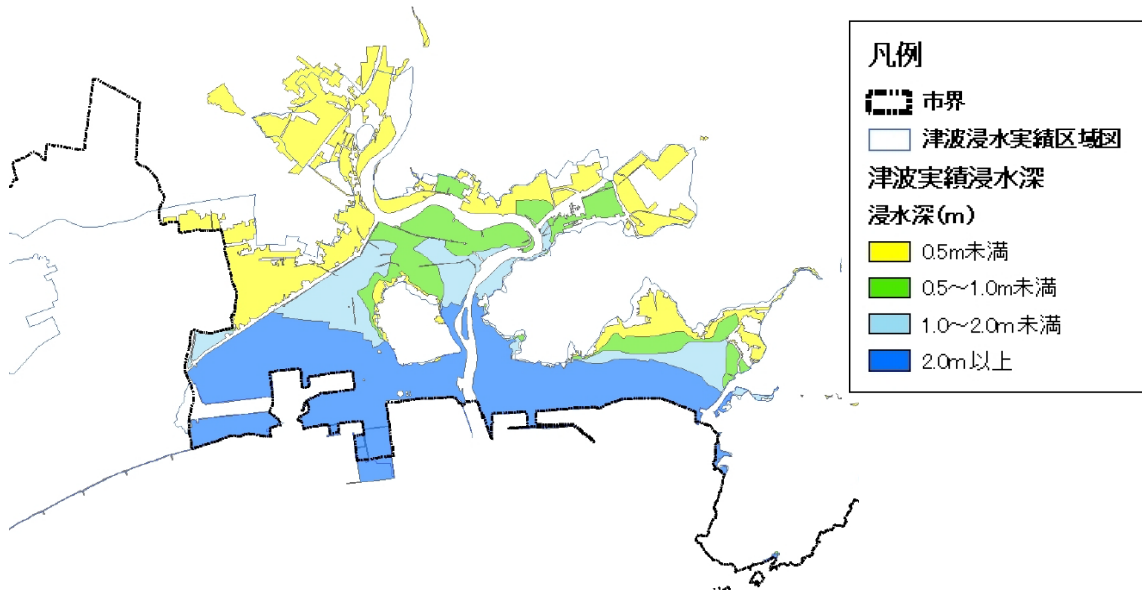 凡例
市界
津波浸水実績区域図
津波実績浸水深
浸水深(m)
0.5m未満
0.5～1.0m未満
1.0～2.0m未満
2.0m以上